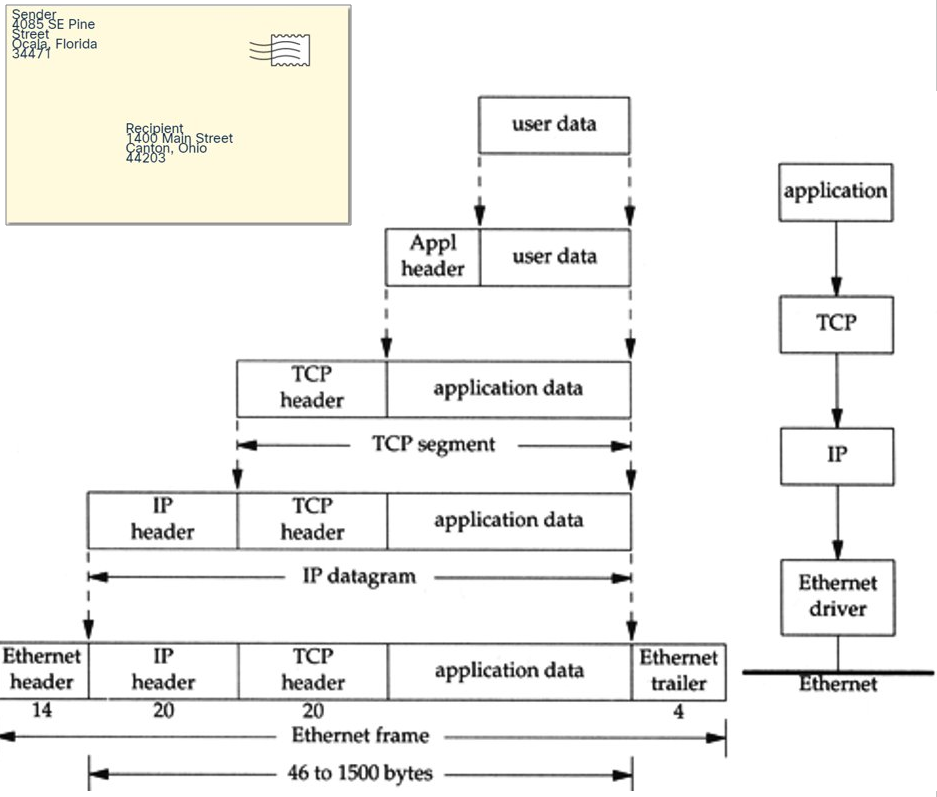 Sender
4085 SE Pine
Street
Ocala, Florida
34471
Recipient
1400 Main Street
Canton, Ohio
44203
user data
Appl
header
user data
TCP
header
application data
TCP segment
IP
header
TCP
header
application data
IP datagram
Ethernet
header
IP
header
TCP
header
application data
Ethernet
trailer
14
20
20
4
Ethernet frame
46 to 1500 bytes
application
TCP
IP
Ethernet
driver
Ethernet